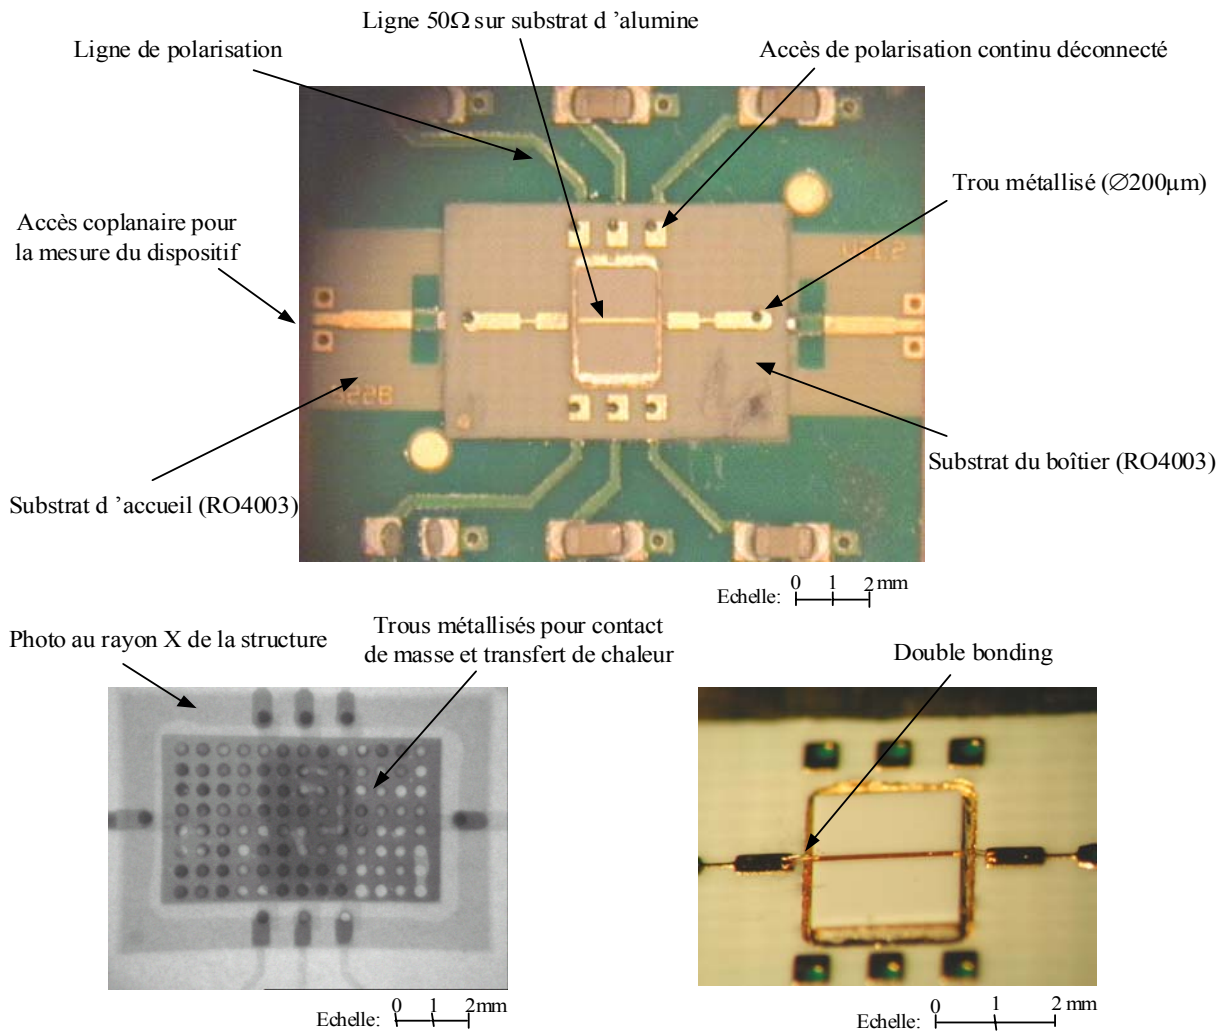 Ligne 50Ω sur substrat d ’alumine
Ligne de polarisation
Accès de polarisation continu déconnecté
Trou métallisé (∅200µm)
Accès coplanaire pour
la mesure du dispositif
Substrat d ’accueil (RO4003)
Substrat du boîtier (RO4003)
Echelle: 0 1 2 mm
Photo au rayon X de la structure
Trous métallisés pour contact
de masse et transfert de chaleur
Double bonding
Echelle: 0 1 2 mm
Echelle: 0 1 2 mm